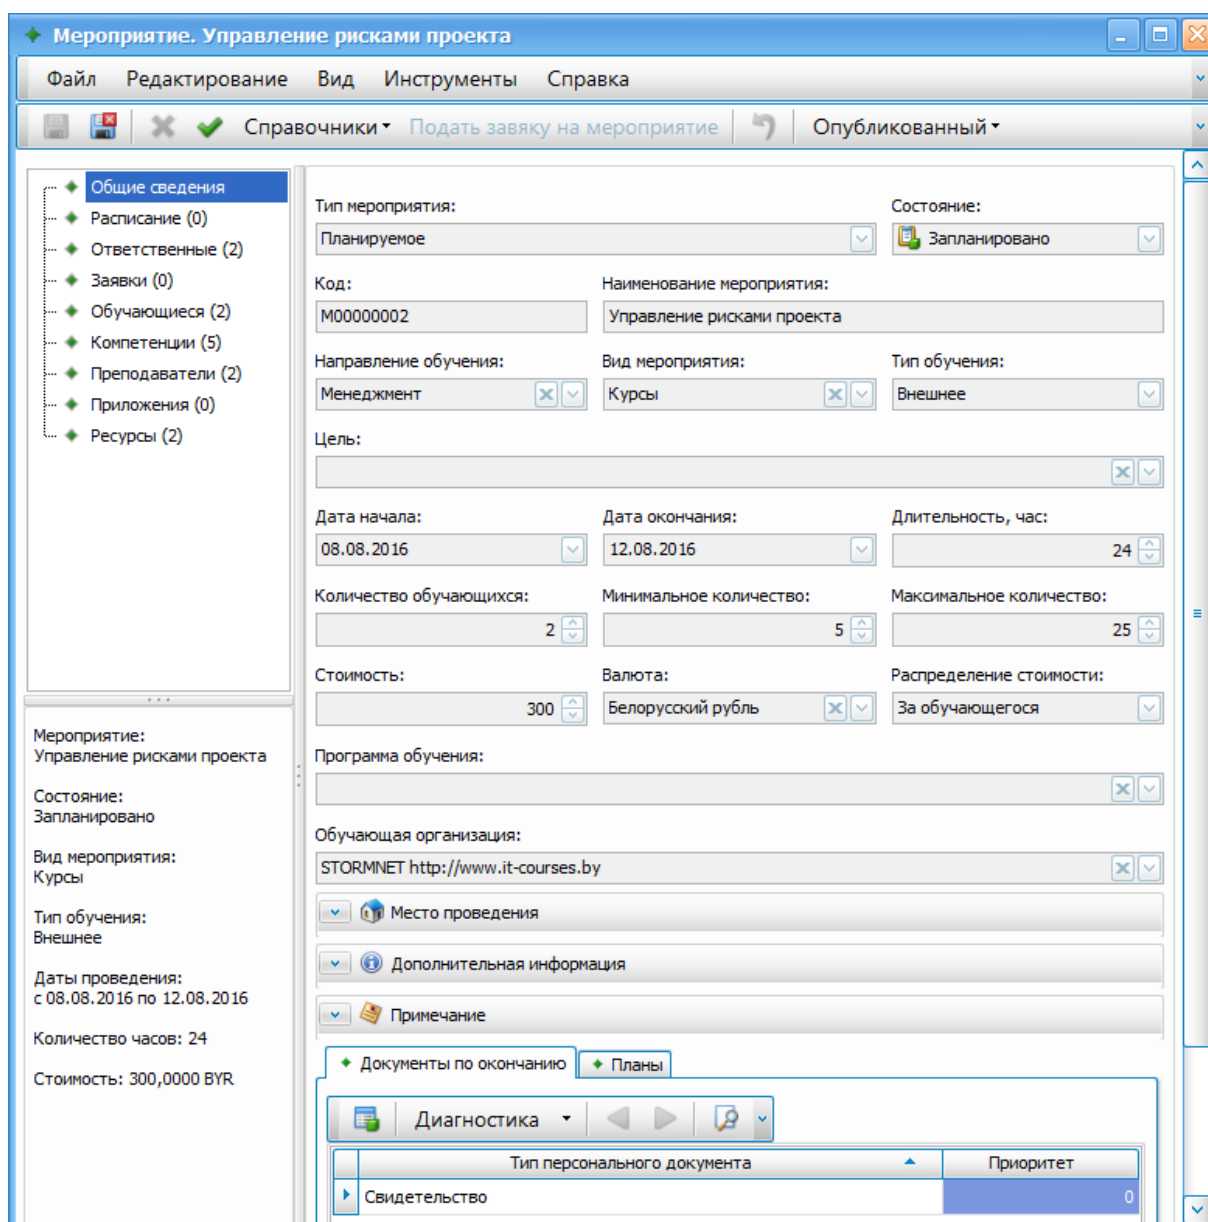 Мероприятие. Управление рисками проекта
Файл Редактирование Вид Инструменты Справка
Справочники Подать завяку на мероприятие Опубликованный
Общие сведения
Расписание (0)
Ответственные (2)
Заявки (0)
Обучающиеся (2)
Компетенции (5)
Преподаватели (2)
Приложения (0)
Ресурсы (2)
Мероприятие:
Управление рисками проекта
Состояние:
Запланировано
Вид мероприятия:
Курсы
Тип обучения:
Внешнее
Даты проведения:
с 08.08.2016 по 12.08.2016
Количество часов: 24
Стоимость: 300,0000 BYR
Тип мероприятия: Состояние:
Планируемое Запланировано
Код: Наименование мероприятия:
М00000002 Управление рисками проекта
Направление обучения: Вид мероприятия: Тип обучения:
Менеджмент Курсы Внешнее
Цель:
Дата начала: Дата окончания: Длительность, час:
08.08.2016 12.08.2016 24
Количество обучающихся: Минимальное количество: Максимальное количество:
2 5 25
Стоимость: Валюта: Распределение стоимости:
300 Белорусский рубль За обучающегося
Программа обучения:
Обучающая организация:
STORMNET http://www.it-courses.by
Место проведения
Дополнительная информация
Примечание
Документы по окончанию Планы
Диагностика
Тип персонального документа Приоритет
Свидетельство 0